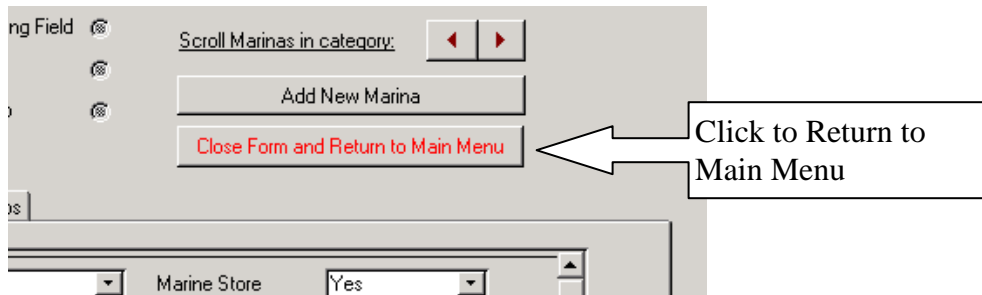 ng Field
Scroll Marinas in category:
Add New Marina
Close Form and Return to Main Menu
Click to Return to
Main Menu
Marine Store
Yes